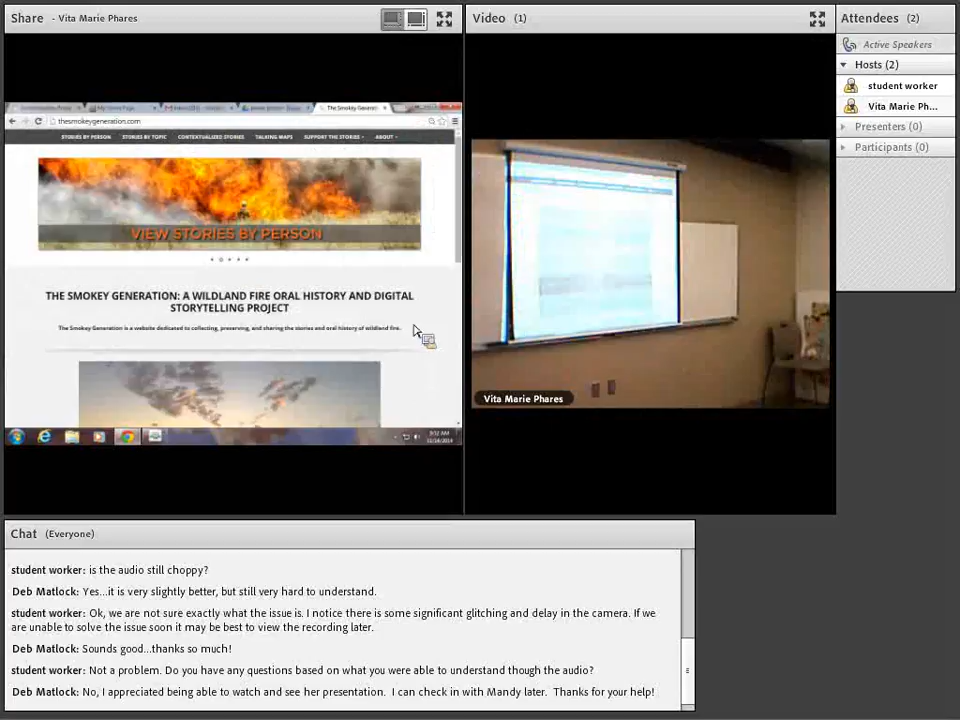 Share - Vita Marie Phares
Video (1)
Attendees (2)
Active Speakers
Hosts (2)
student worker
Vita Marie Ph...
Presenters (0)
Participants (0)
My Home Page
The Smokey Generati
thesmokeygeneration.com
STORIES BY PERSON STORIES BY TOPIC CONTEXTUALIZED STORIES TALKING MAPS SUPPORT THE STORIES ABOUT
VIEW STORIES BY PERSON
THE SMOKEY GENERATION: A WILDLAND FIRE ORAL HISTORY AND DIGITAL
STORYTELLING PROJECT
The Smokey Generation is a website dedicated to collecting, preserving, and sharing the stories and oral history of wildland fire.
Vita Marie Phares
Chat (Everyone)
student worker: is the audio still choppy?
Deb Matlock: Yes...it is very slightly better, but still very hard to understand.
student worker: Ok, we are not sure exactly what the issue is. I notice there is some significant glitching and delay in the camera. If we
are unable to solve the issue soon it may be best to view the recording later.
Deb Matlock: Sounds good...thanks so much!
student worker: Not a problem. Do you have any questions based on what you were able to understand though the audio?
Deb Matlock: No, I appreciated being able to watch and see her presentation. I can check in with Mandy later. Thanks for your help!